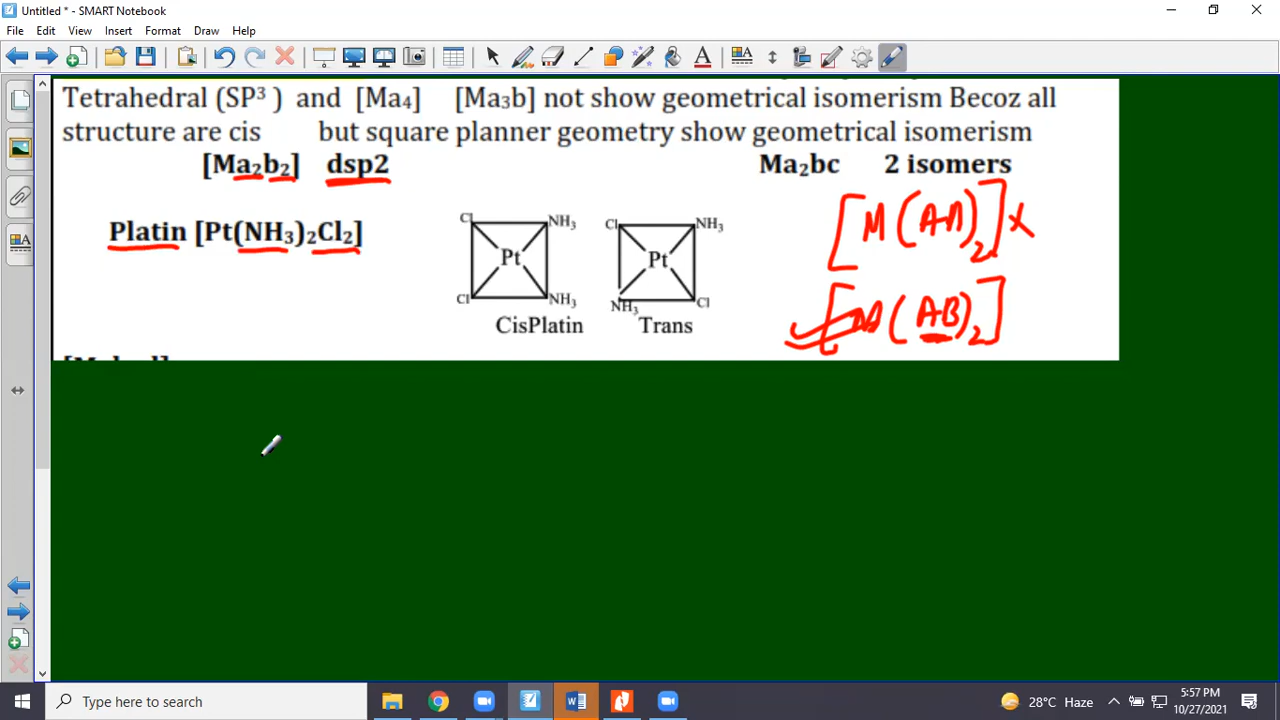 Untitled * - SMART Notebook
File Edit View Insert Format Draw Help
Tetrahedral (SP³ ) and [Ma₄] [Ma₃b] not show geometrical isomerism Becoz all
structure are cis but square planner geometry show geometrical isomerism
[Ma₂b₂] dsp2 Ma₂bc 2 isomers
[M(AA)₂] X
Platin [Pt(NH₃)₂Cl₂]
Cl NH₃ Cl NH₃
Pt Pt
Cl NH₃ NH₃ Cl
CisPlatin Trans
[M(AB)₂]
Type here to search
28°C Haze
5:57 PM
10/27/2021